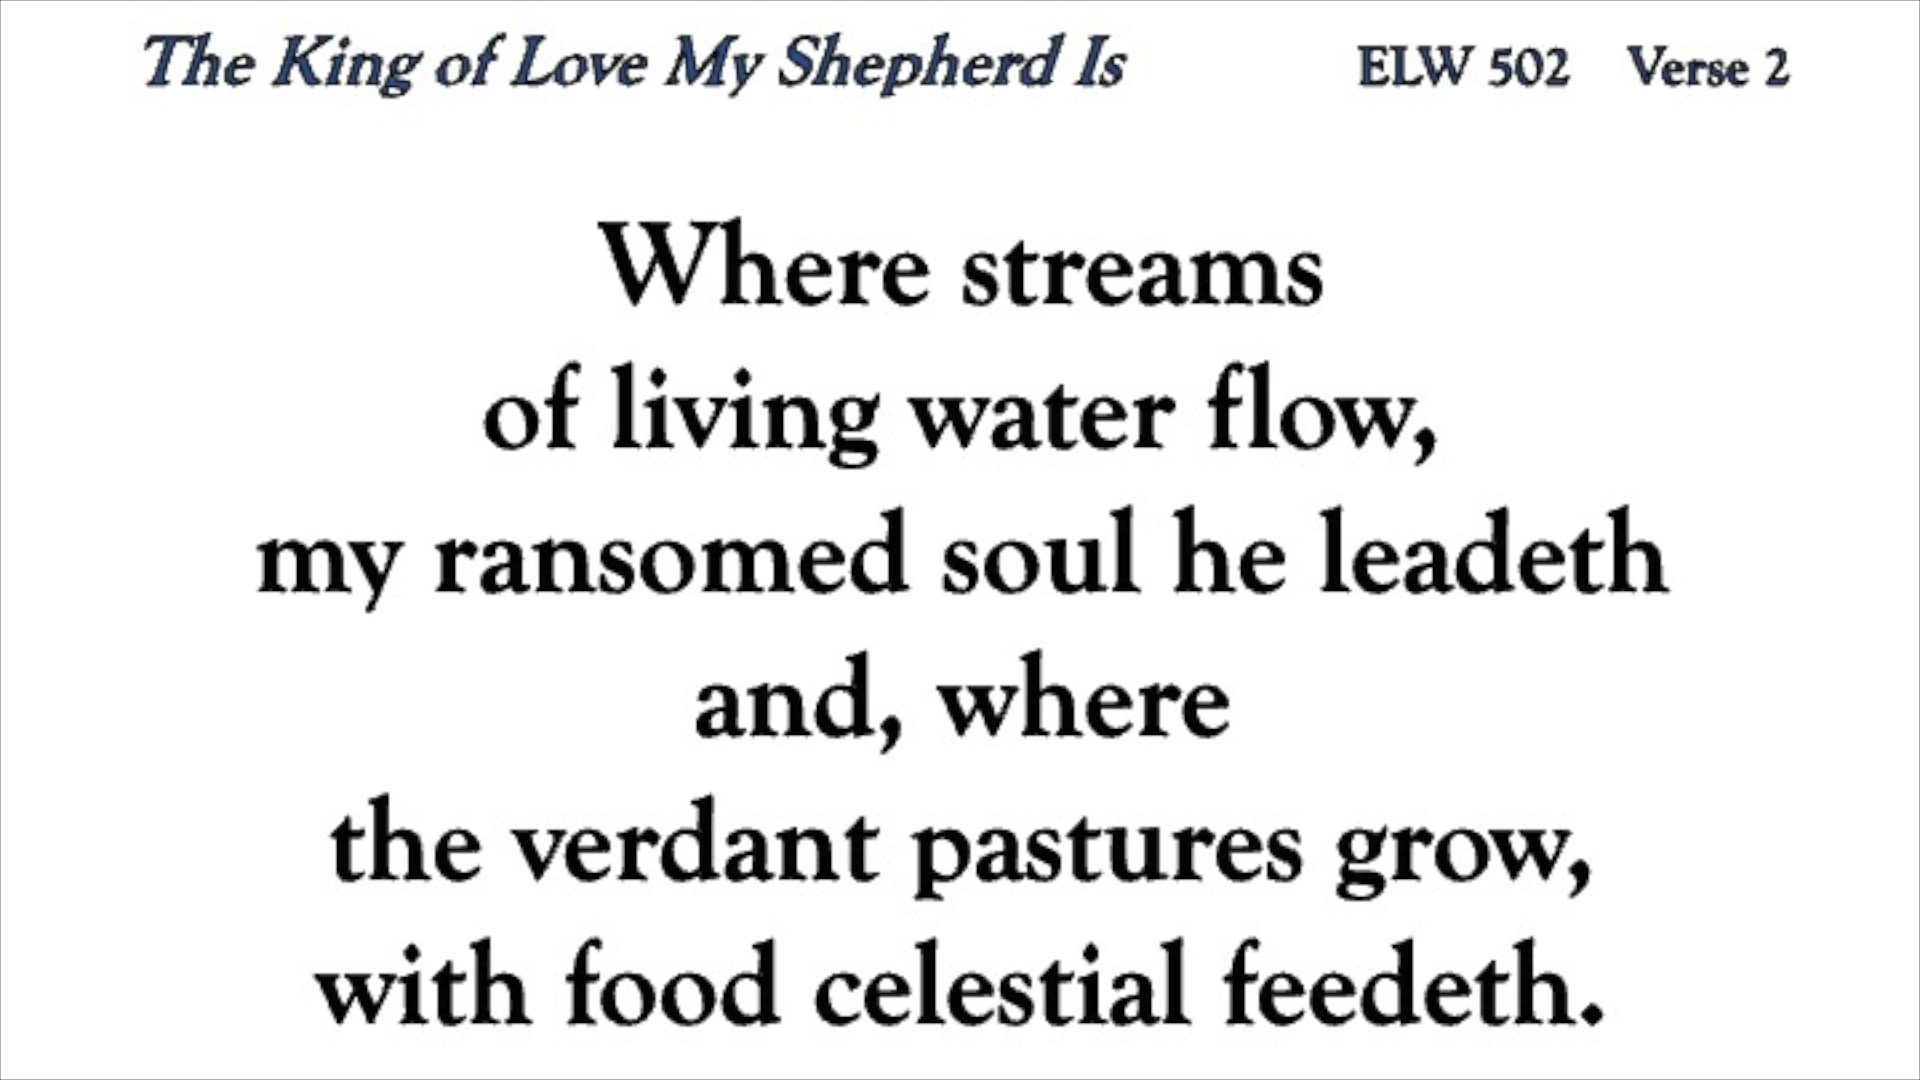 The King of Love My Shepherd Is ELW 502 Verse 2
Where streams
of living water flow,
my ransomed soul he leadeth
and, where
the verdant pastures grow,
with food celestial feedeth.